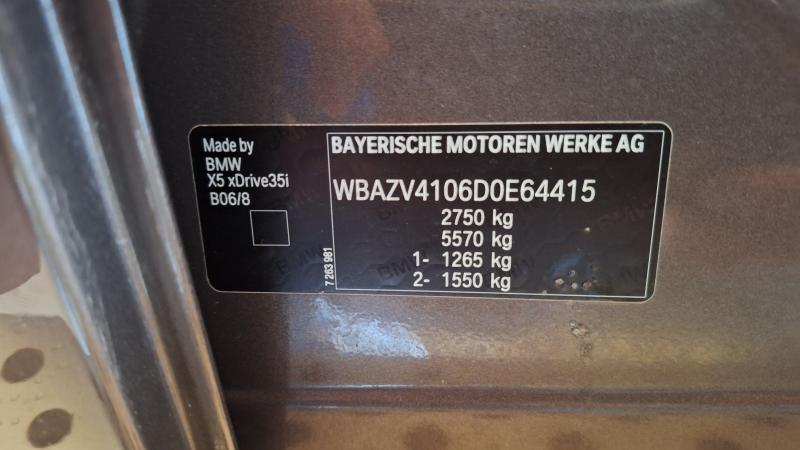 Made by
BMW
X5 xDrive35i
B06/8
7 263 981
BAYERISCHE MOTOREN WERKE AG
WBAZV4106D0E64415
2750 kg
5570 kg
1- 1265 kg
2- 1550 kg